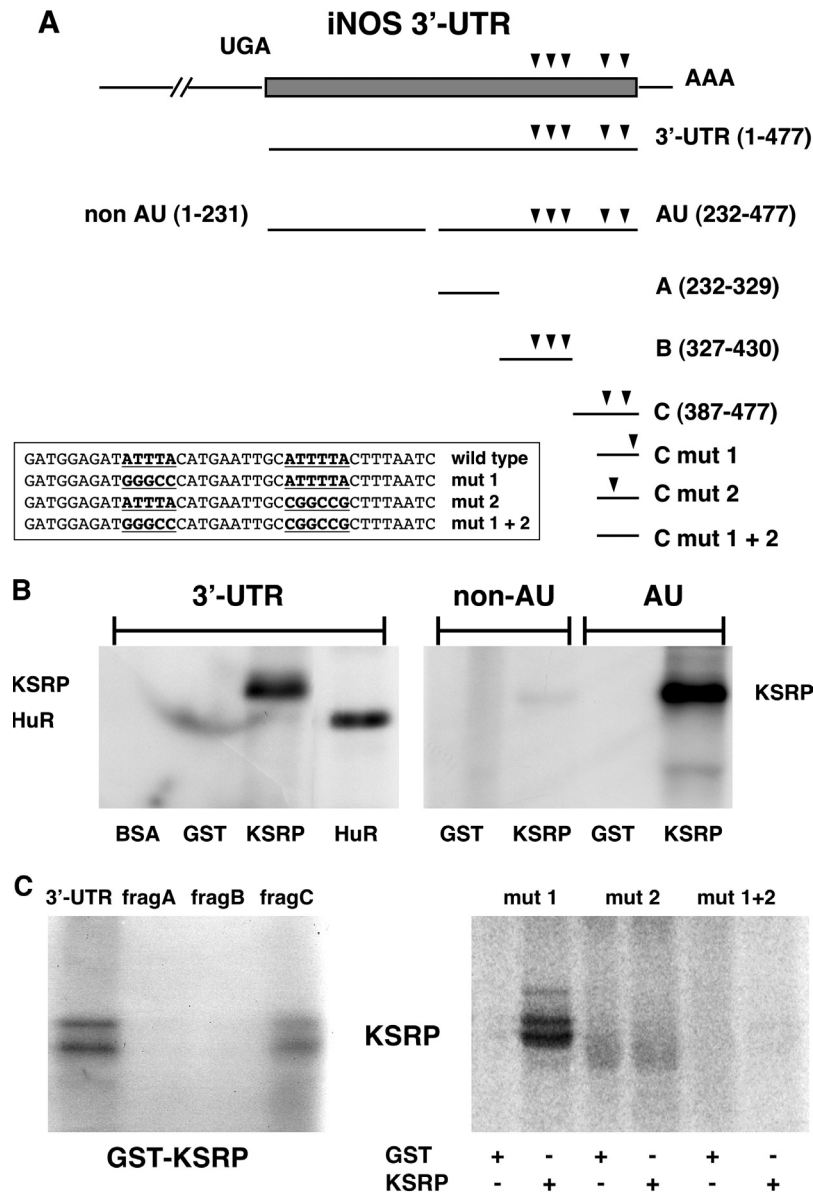 A
iNOS 3’-UTR
UGA
AAA
3’-UTR (1-477)
non AU (1-231)
AU (232-477)
A (232-329)
B (327-430)
C (387-477)
GATGGAGATATTTACATGAATTGCATTTTACTTTAATC wild type
GATGGAGATGGGCCCATGAATTGCATTTTACTTTAATC mut 1
GATGGAGATATTTACATGAATTGCCGGCCGCTTTAATC mut 2
GATGGAGATGGGCCCATGAATTGCCGGCCGCTTTAATC mut 1 + 2
C mut 1
C mut 2
C mut 1 + 2
B
3’-UTR
non-AU
AU
KSRP
HuR
KSRP
BSA GST KSRP HuR
GST KSRP GST KSRP
C
3’-UTR fragA fragB fragC
mut 1 mut 2 mut 1+2
KSRP
GST-KSRP
GST + - + - + -
KSRP - + - + - +